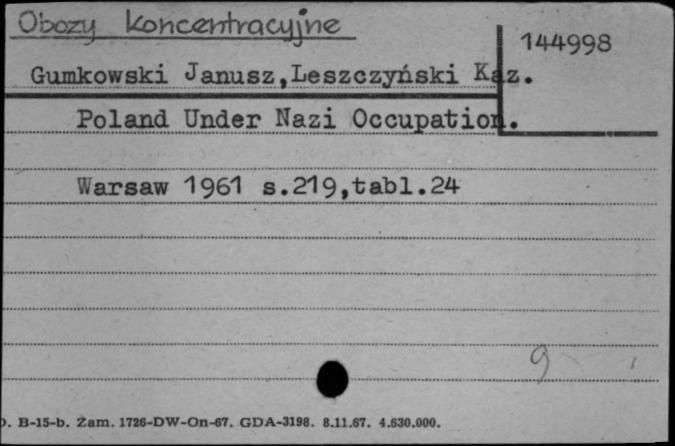 Obozy koncentracyjne
144998
Gumkowski Janusz,Leszczyński Kaz.
Poland Under Nazi Occupation.
Warsaw 1961 s.219,tabl.24
9
D. B-15-b. Zam. 1726-DW-On-67. GDA-3198. 8.11.67. 4.630.000.